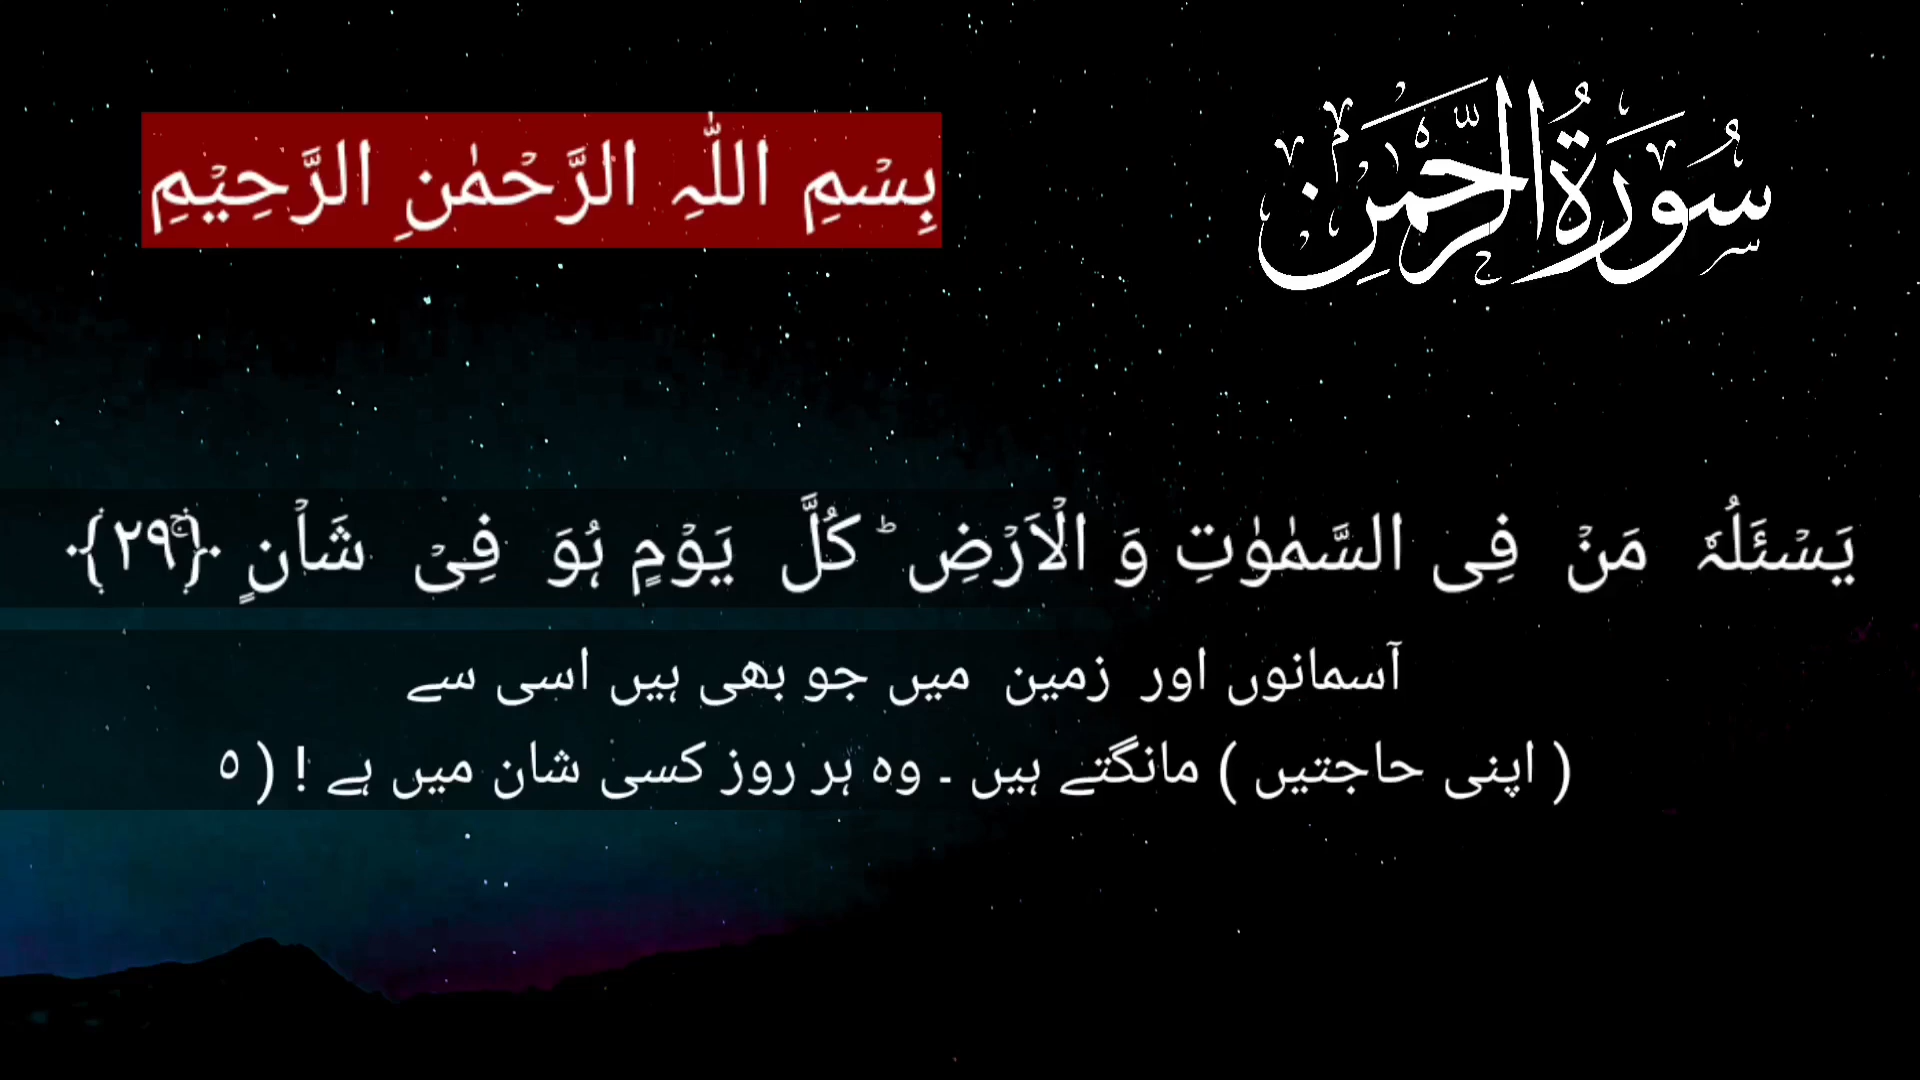 سُوۡرَةُ الرَّحۡمٰنِ
بِسۡمِ اللّٰہِ الرَّحۡمٰنِ الرَّحِیۡمِ
یَسۡـَٔلُہٗ مَنۡ فِی السَّمٰوٰتِ وَ الۡاَرۡضِ ؕ کُلَّ یَوۡمٍ ہُوَ فِیۡ شَاۡنٍ ﴿ۚ۲۹﴾
آسمانوں اور زمین میں جو بھی ہیں اسی سے
( اپنی حاجتیں ) مانگتے ہیں ۔ وہ ہر روز کسی شان میں ہے ! ( ٥